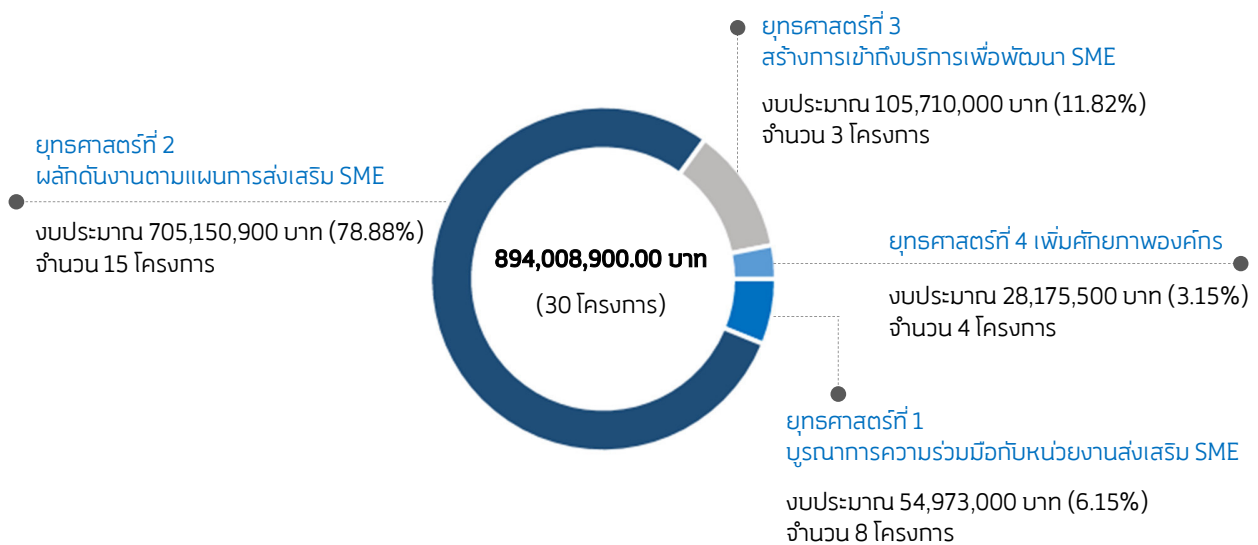 ยุทธศาสตร์ที่ 3
สร้างการเข้าถึงบริการเพื่อพัฒนา SME
งบประมาณ 105,710,000 บาท (11.82%)
จำนวน 3 โครงการ
ยุทธศาสตร์ที่ 2
ผลักดันงานตามแผนการส่งเสริม SME
งบประมาณ 705,150,900 บาท (78.88%)
จำนวน 15 โครงการ
894,008,900.00 บาท
(30 โครงการ)
ยุทธศาสตร์ที่ 4 เพิ่มศักยภาพองค์กร
งบประมาณ 28,175,500 บาท (3.15%)
จำนวน 4 โครงการ
ยุทธศาสตร์ที่ 1
บูรณาการความร่วมมือกับหน่วยงานส่งเสริม SME
งบประมาณ 54,973,000 บาท (6.15%)
จำนวน 8 โครงการ